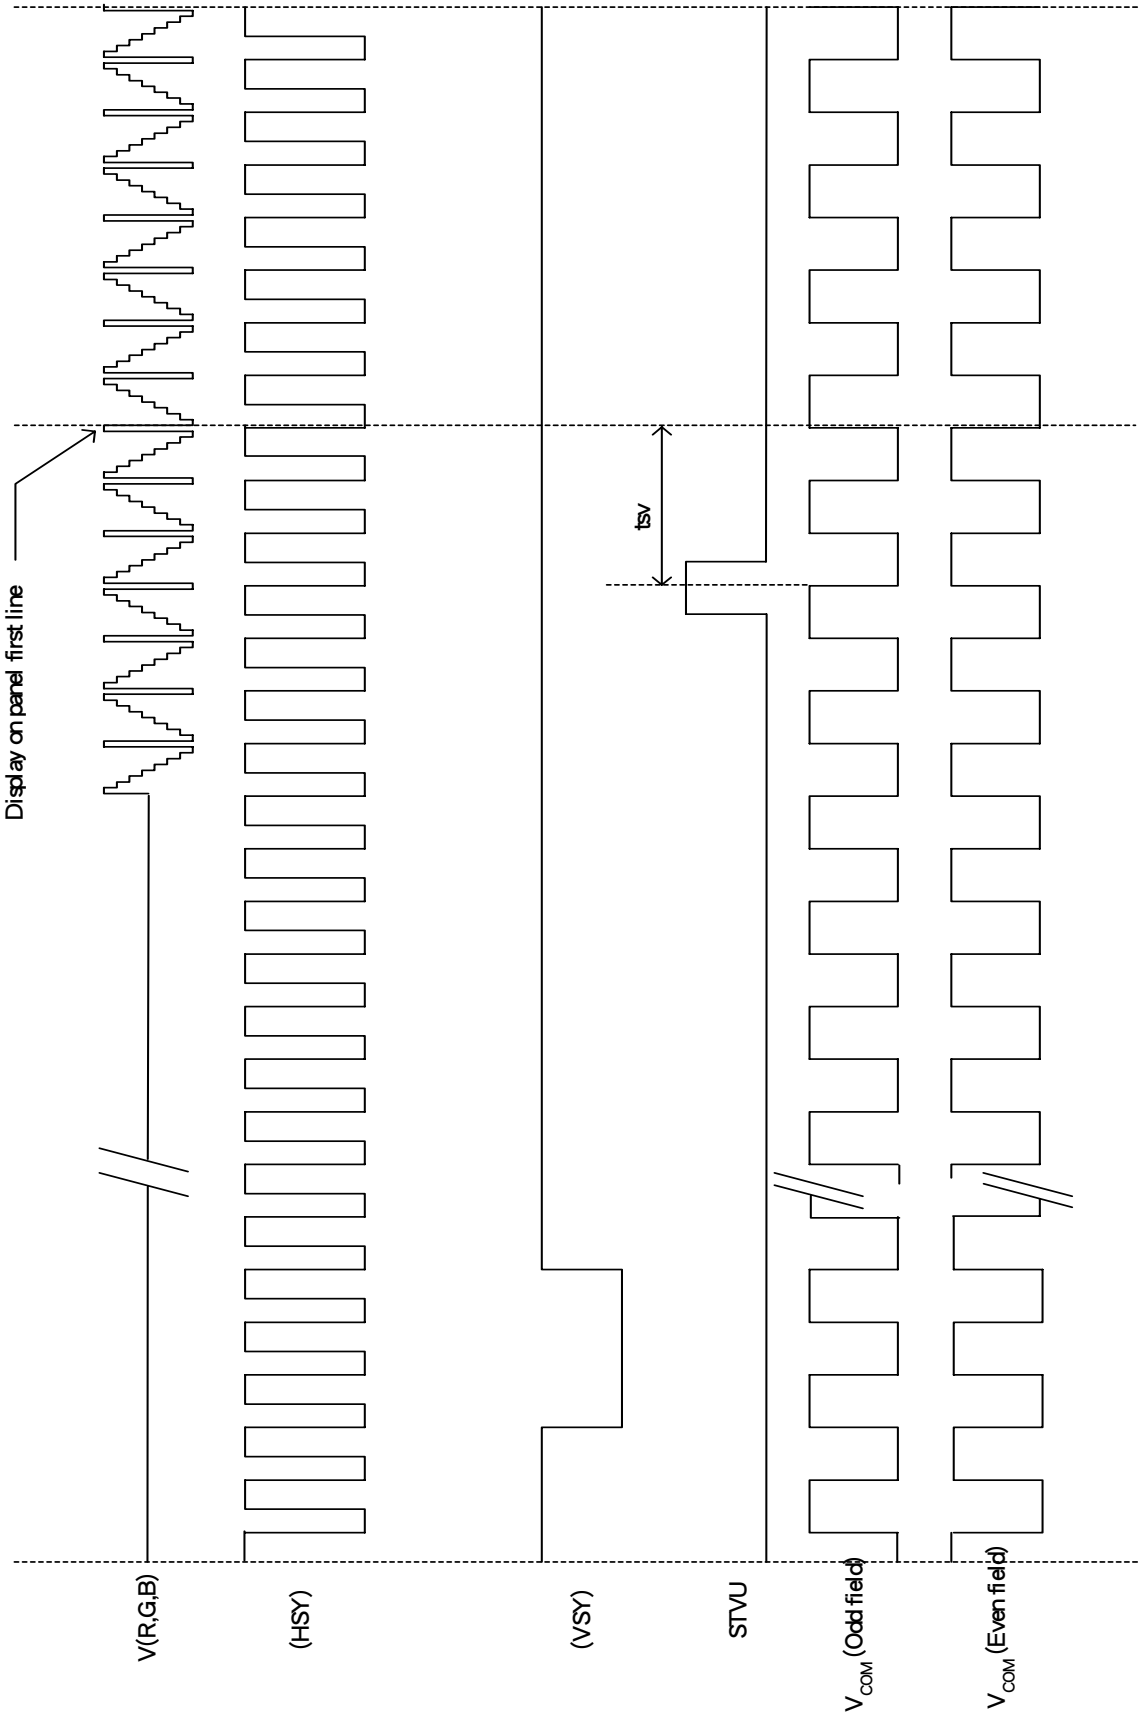 Display on panel first line
tsv
V(R,G,B)
(HSY)
(VSY)
STVU
VCOM (Odd field)
VCOM (Even field)